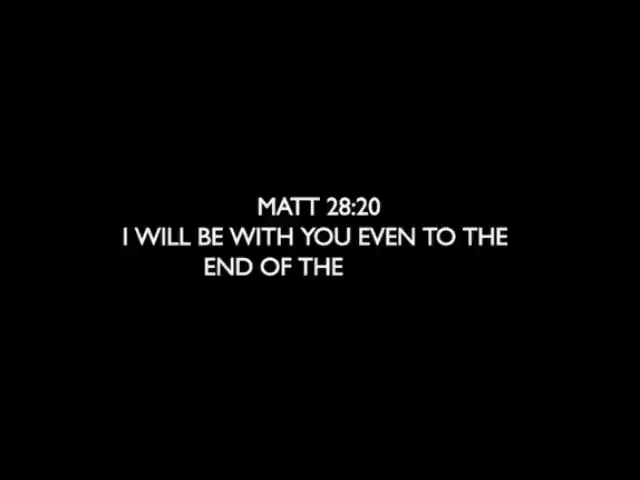 MATT 28:20
I WILL BE WITH YOU EVEN TO THE
END OF THE